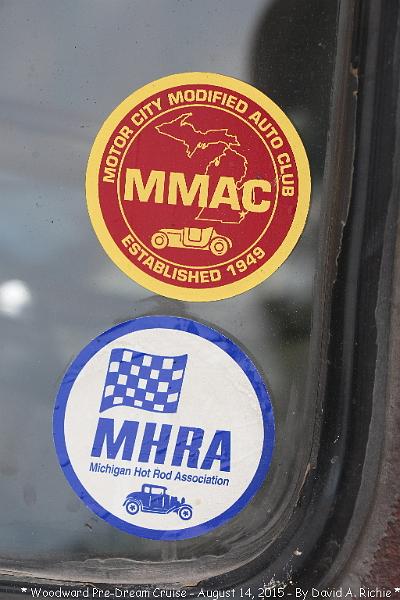 MOTOR CITY MODIFIED AUTO CLUB
MMAC
ESTABLISHED 1949
MHRA
Michigan Hot Rod Association
* Woodward Pre-Dream Cruise - August 14, 2015 - By David A. Richie *